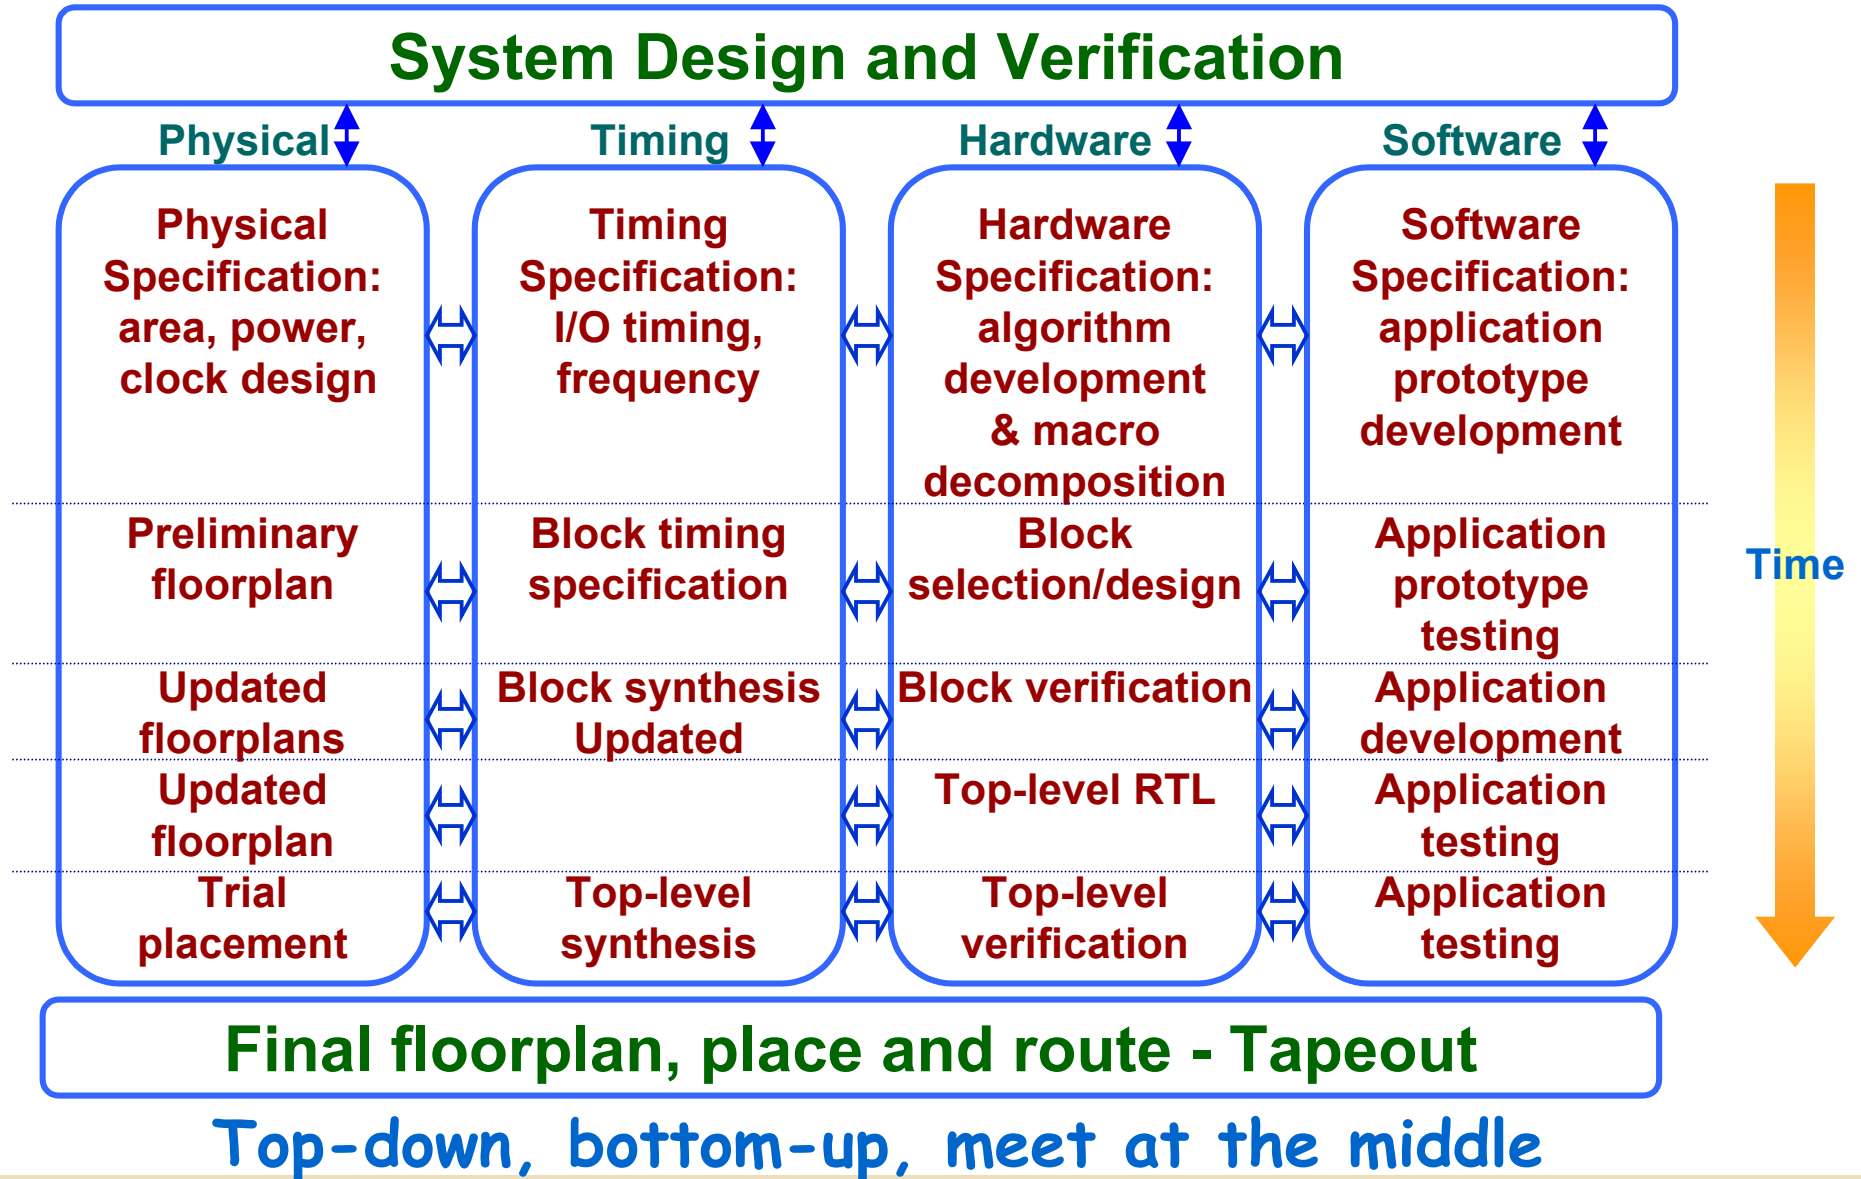 System Design and Verification
Physical
Timing
Hardware
Software
Physical
Specification:
area, power,
clock design
Timing
Specification:
I/O timing,
frequency
Hardware
Specification:
algorithm
development
& macro
decomposition
Software
Specification:
application
prototype
development
Preliminary
floorplan
Block timing
specification
Block
selection/design
Application
prototype
testing
Updated
floorplans
Block synthesis
Updated
Block verification
Application
development
Updated
floorplan
Top-level RTL
Application
testing
Trial
placement
Top-level
synthesis
Top-level
verification
Application
testing
Time
Final floorplan, place and route - Tapeout
Top-down, bottom-up, meet at the middle